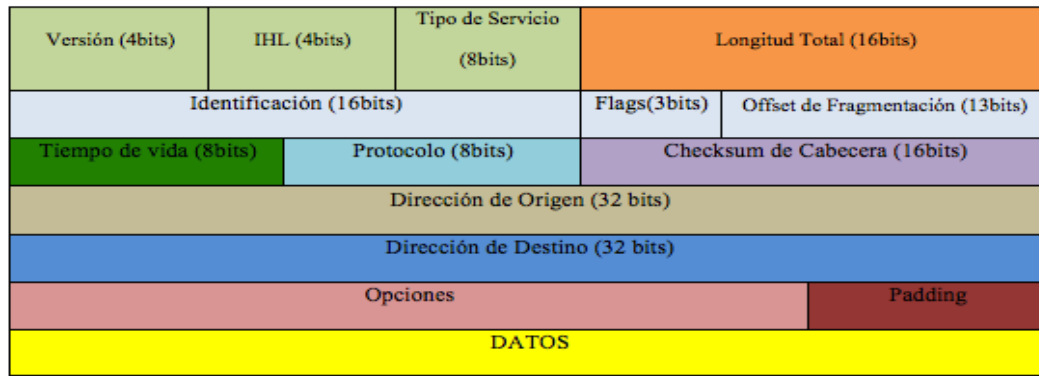 Versión (4bits)
IHL (4bits)
Tipo de Servicio
(8bits)
Longitud Total (16bits)
Identificación (16bits)
Flags(3bits)
Offset de Fragmentación (13bits)
Tiempo de vida (8bits)
Protocolo (8bits)
Checksum de Cabecera (16bits)
Dirección de Origen (32 bits)
Dirección de Destino (32 bits)
Opciones
Padding
DATOS